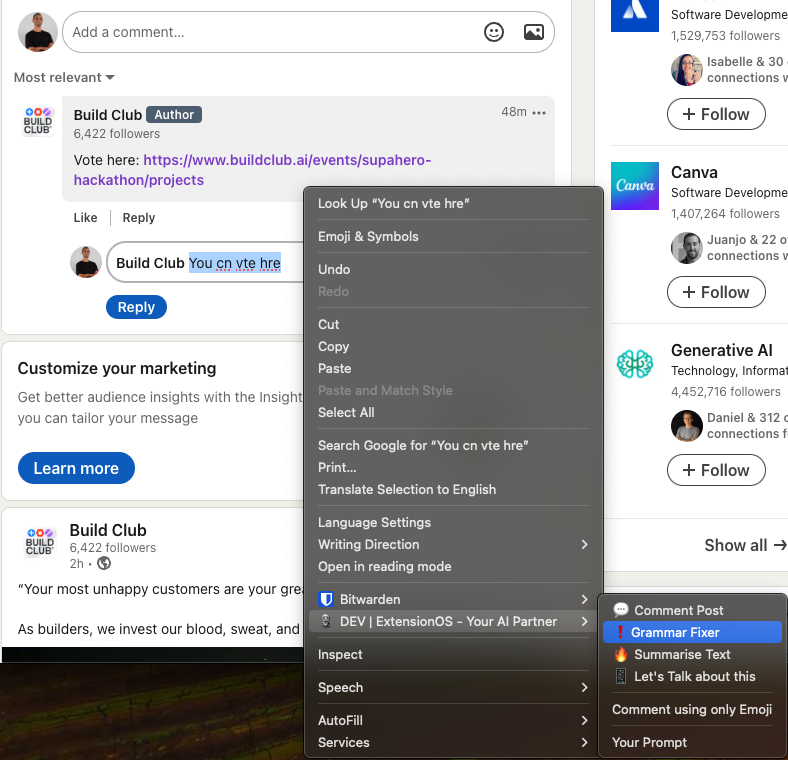 Add a comment...
Most relevant
BUILD
CLUB
Build Club Author
48m
6,422 followers
Vote here: https://www.buildclub.ai/events/supahero-
hackathon/projects
Like Reply
Build Club You cn vte hre
Reply
Customize your marketing
Get better audience insights with the Insight
you can tailor your message
Learn more
BUILD
CLUB
Build Club
6,422 followers
2h •
“Your most unhappy customers are your grea
As builders, we invest our blood, sweat, and
Look Up “You cn vte hre”
Emoji & Symbols
Undo
Redo
Cut
Copy
Paste
Paste and Match Style
Select All
Search Google for “You cn vte hre”
Print...
Translate Selection to English
Language Settings
Writing Direction
Open in reading mode
Bitwarden
DEV | ExtensionOS - Your AI Partner
Inspect
Speech
AutoFill
Services
Comment Post
Grammar Fixer
Summarise Text
Let's Talk about this
Comment using only Emoji
Your Prompt
Software Developme
1,529,753 followers
Isabelle & 30
connections w
+ Follow
Canva
Canva
Software Developme
1,407,264 followers
Juanjo & 22 o
connections w
+ Follow
Generative AI
Technology, Informat
4,452,716 followers
Daniel & 312 c
connections f
+ Follow
Show all →